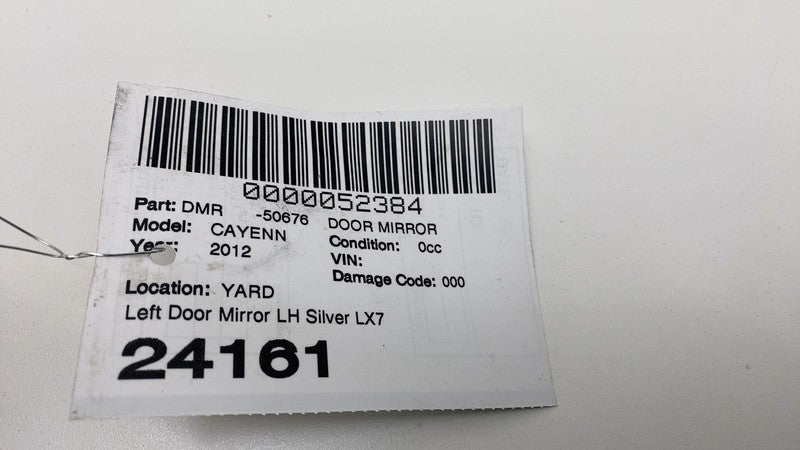 0000052384
Part: DMR -50676 DOOR MIRROR
Model: CAYENN Condition: 0cc
Year: 2012 VIN:
Damage Code: 000
Location: YARD
Left Door Mirror LH Silver LX7
24161